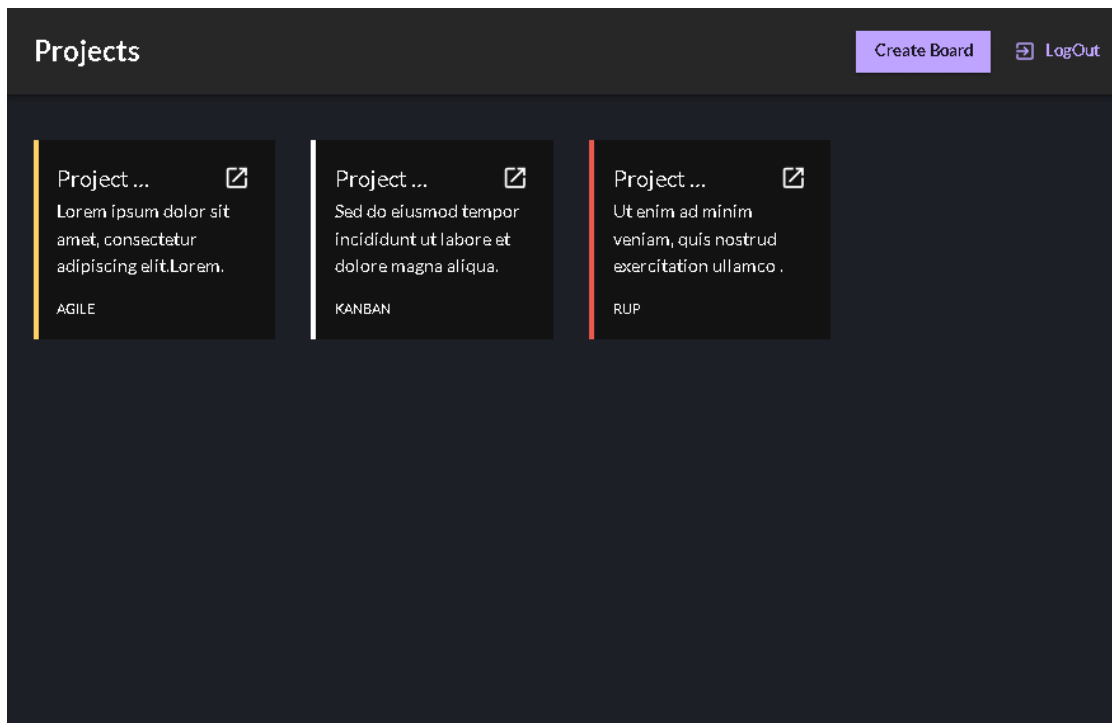 Projects
Create Board
LogOut
Project ...
Lorem ipsum dolor sit
amet, consectetur
adipiscing elit.Lorem.
AGILE
Project ...
Sed do eiusmod tempor
incididunt ut labore et
dolore magna aliqua.
KANBAN
Project ...
Ut enim ad minim
veniam, quis nostrud
exercitation ullamco .
RUP